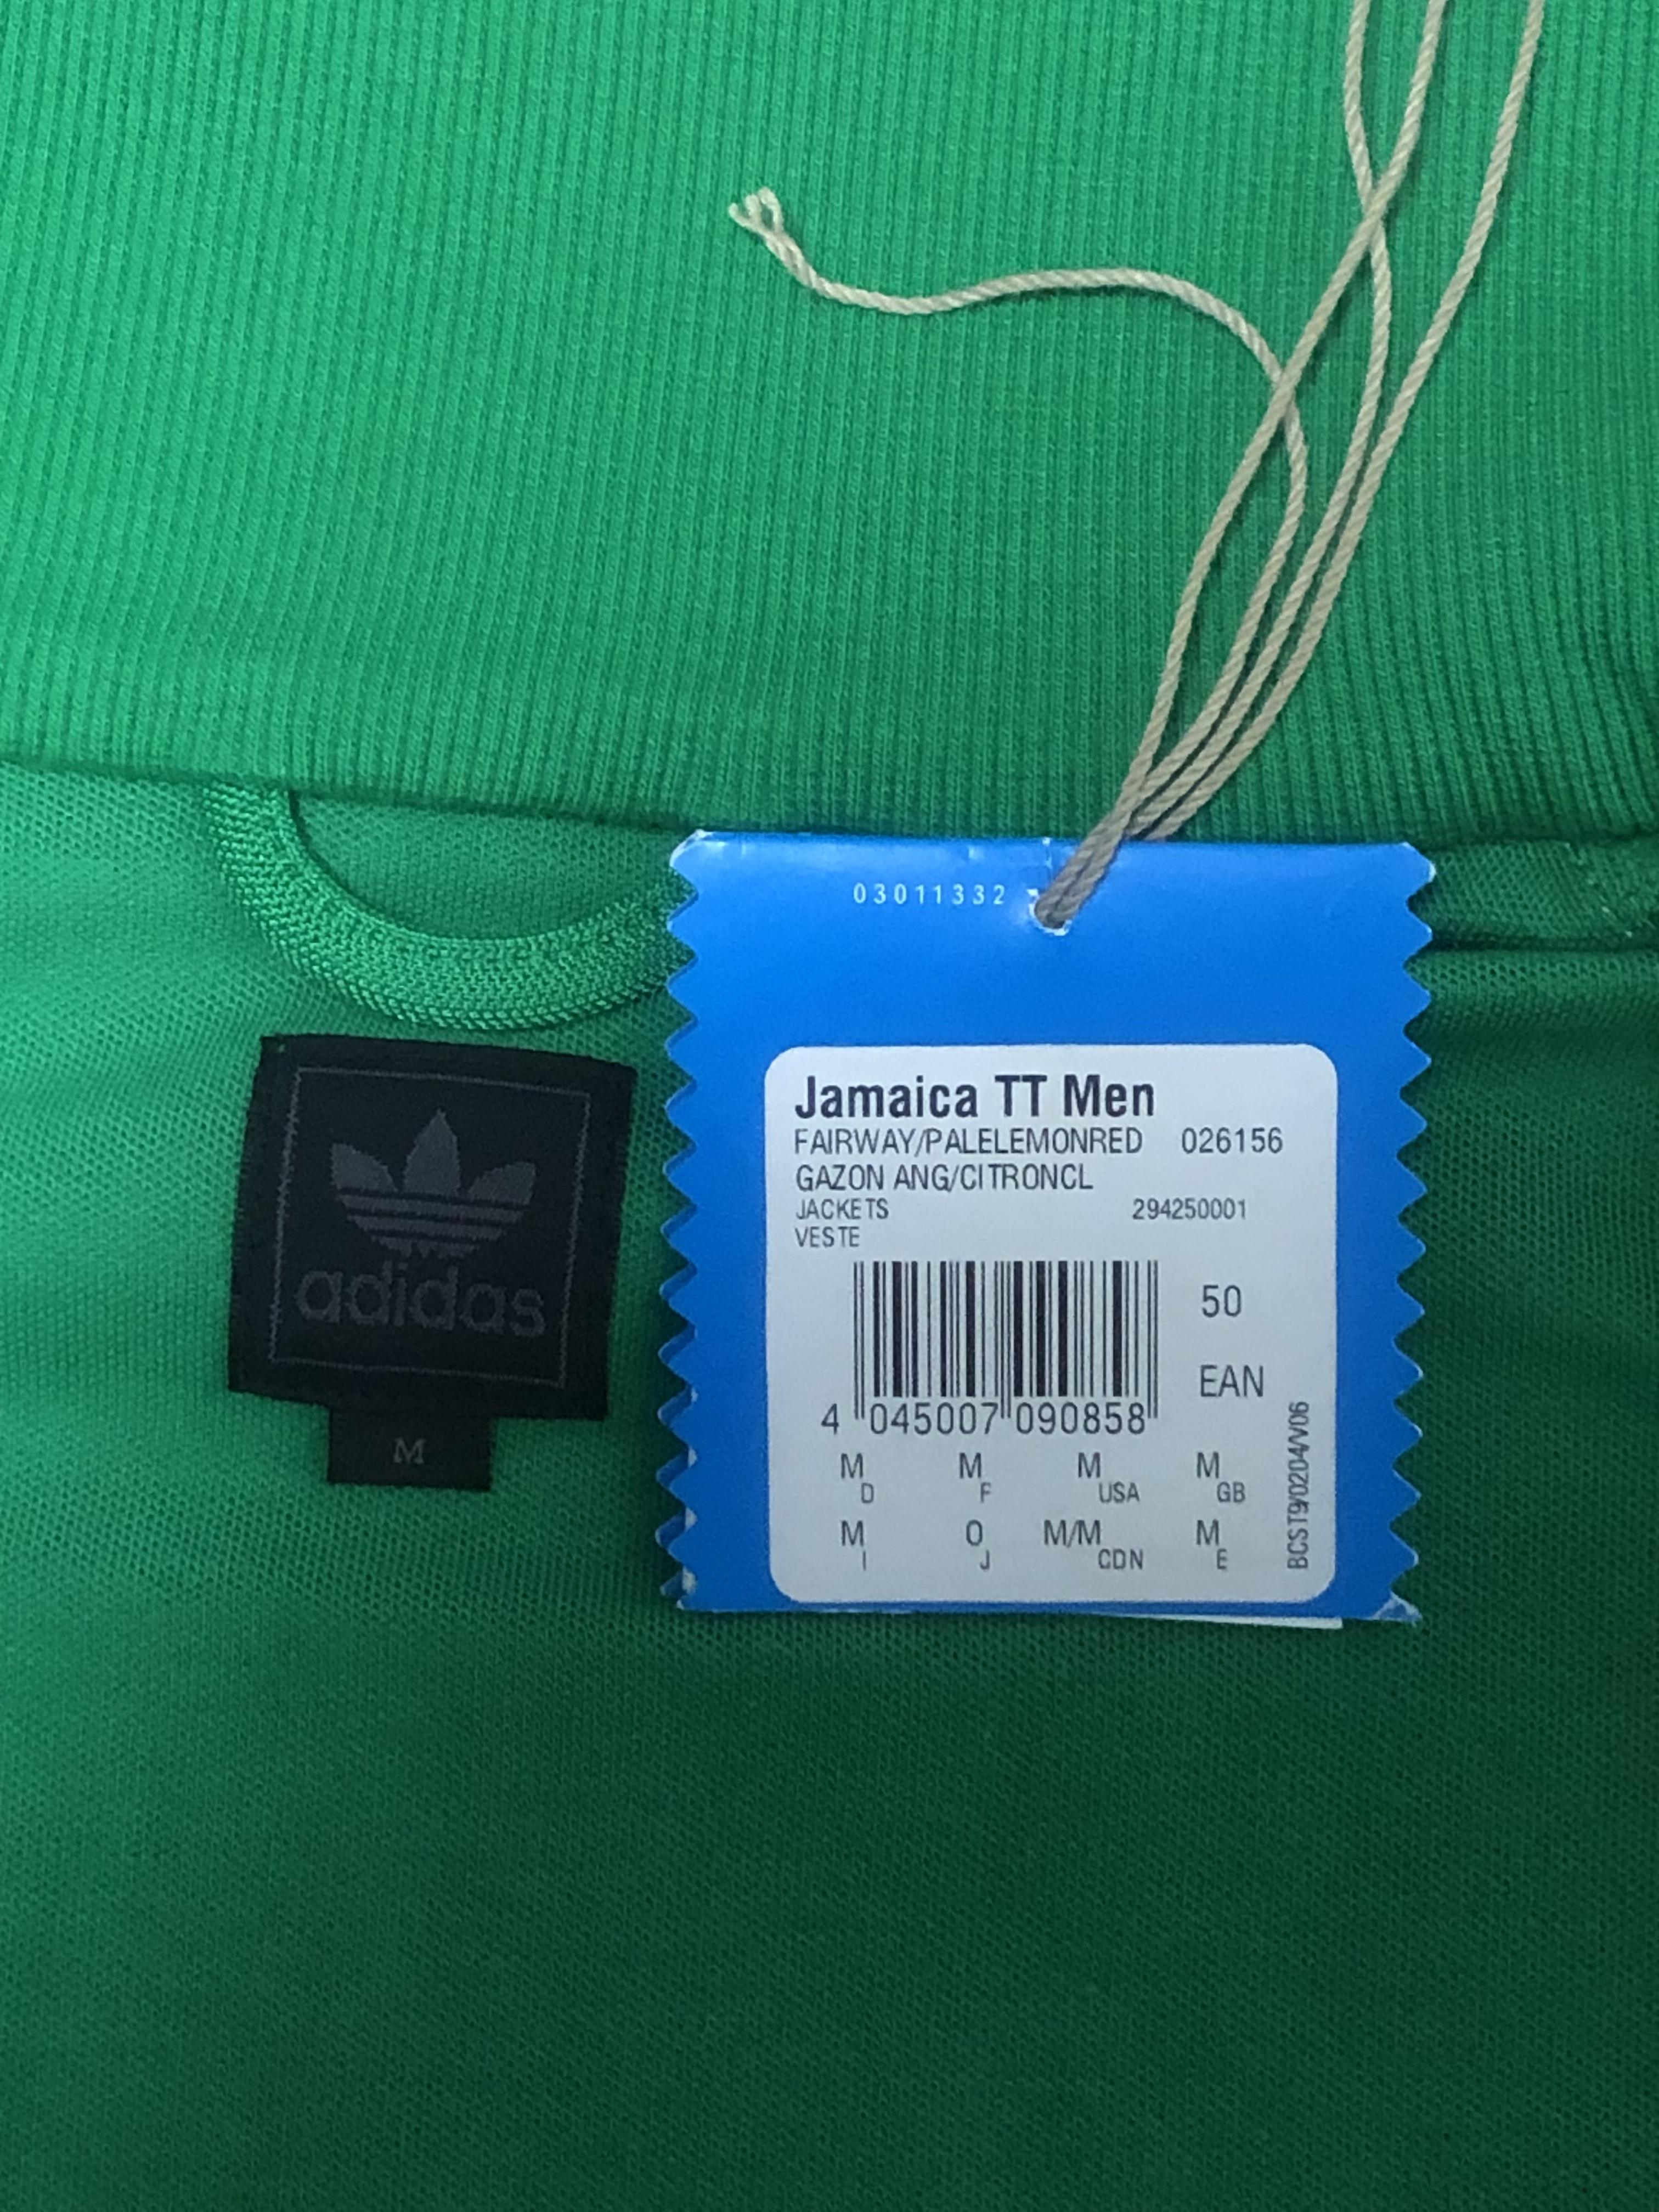 03011332
Jamaica TT Men
FAIRWAY/PALELEMONRED 026156
GAZON ANG/CITRONCL
JACKETS 294250001
VESTE
50
EAN
4 045007 090858
M D M F M USA M GB
M I O J M/M CDN M E
BCST9/0204/V06
adidas
M